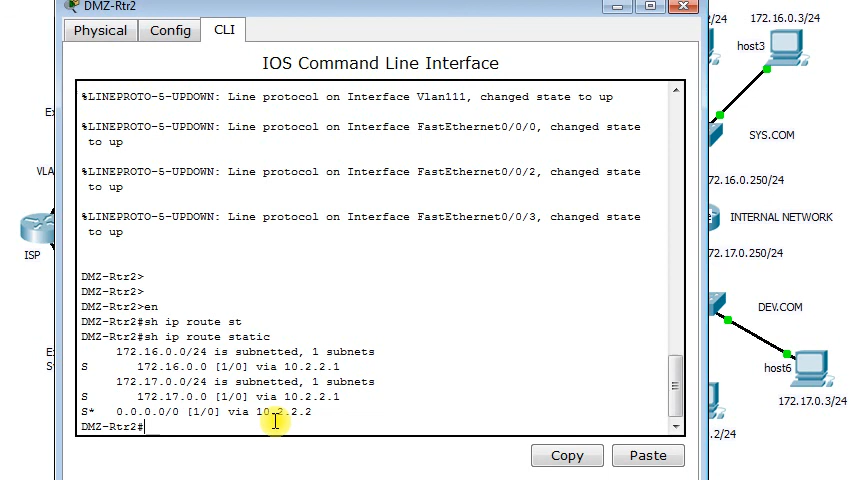 DMZ-Rtr2
Physical
Config
CLI
IOS Command Line Interface
%LINEPROTO-5-UPDOWN: Line protocol on Interface Vlan111, changed state to up
%LINEPROTO-5-UPDOWN: Line protocol on Interface FastEthernet0/0/0, changed state
to up
%LINEPROTO-5-UPDOWN: Line protocol on Interface FastEthernet0/0/2, changed state
to up
%LINEPROTO-5-UPDOWN: Line protocol on Interface FastEthernet0/0/3, changed state
to up
DMZ-Rtr2>
DMZ-Rtr2>
DMZ-Rtr2>en
DMZ-Rtr2#sh ip route st
DMZ-Rtr2#sh ip route static
172.16.0.0/24 is subnetted, 1 subnets
S 172.16.0.0 [1/0] via 10.2.2.1
172.17.0.0/24 is subnetted, 1 subnets
S 172.17.0.0 [1/0] via 10.2.2.1
S* 0.0.0.0/0 [1/0] via 10.2.2.2
DMZ-Rtr2#
Copy
Paste
ISP
/24
172.16.0.3/24
host3
SYS.COM
172.16.0.250/24
INTERNAL NETWORK
172.17.0.250/24
DEV.COM
host6
172.17.0.3/24
.2/24